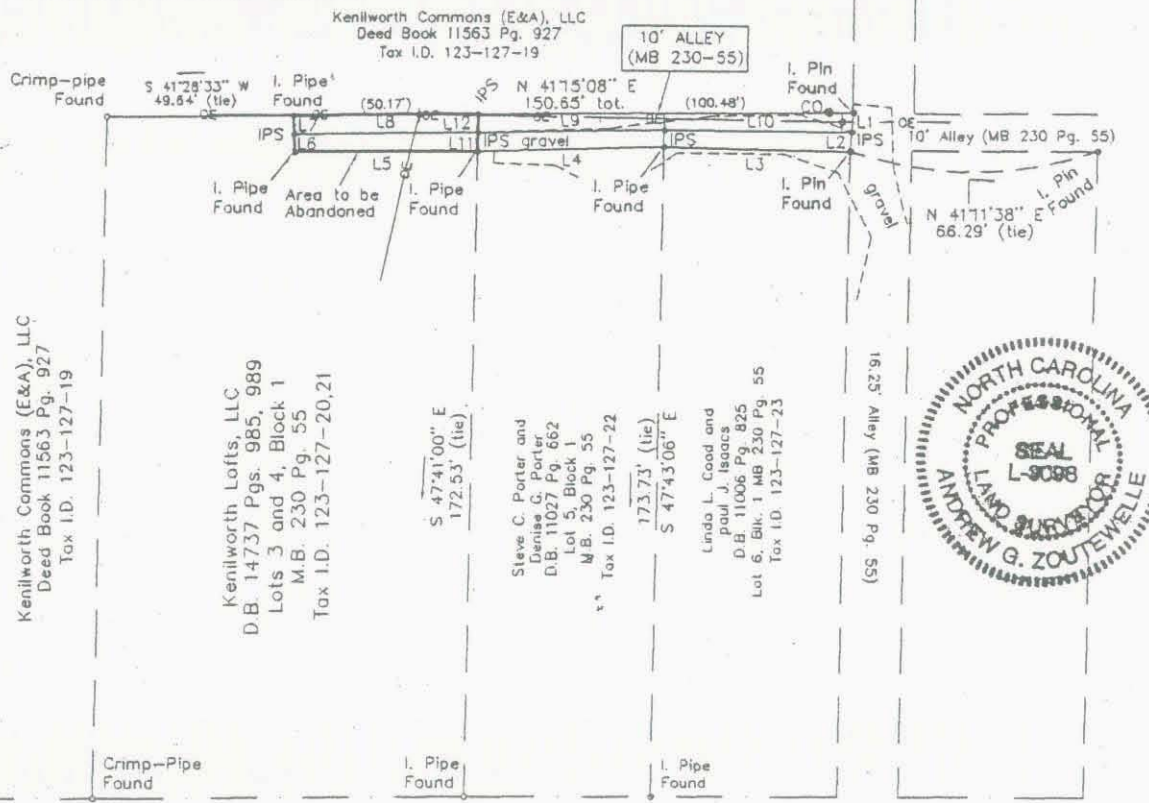 Kenilworth Commons (E&A), LLC
Deed Book 11563 Pg. 927
Tax I.D. 123-127-19
10' ALLEY
(MB 230-55)
Crimp-pipe
Found
S 41°28'33" W
49.64' (tie)
I. Pipe
Found
(50.17')
IPS
N 41°15'08" E
150.65' tot.
(100.48')
I. Pin
Found
CO
OE
OE
OE
OE
OE
L7
L8
L12
L9
L10
L1
OE
IPS
IPS gravel
IPS
IPS
10' Alley (MB 230 Pg. 55)
L6
L5
L11
L4
L3
L2
OE
I. Pipe
Found
Area to be
Abandoned
I. Pipe
Found
I. Pipe
Found
I. Pin
Found
gravel
N 41°11'38" E
66.29' (tie)
I. Pin
Found
Kenilworth Commons (E&A), LLC
Deed Book 11563 Pg. 927
Tax I.D. 123-127-19
Kenilworth Lofts, LLC
D.B. 14737 Pgs. 985, 989
Lots 3 and 4, Block 1
M.B. 230 Pg. 55
Tax I.D. 123-127-20,21
S 47°41'00" E
172.53' (tie)
Steve C. Porter and
Denise G. Porter
D.B. 11027 Pg. 662
Lot 5, Block 1
M.B. 230 Pg. 55
Tax I.D. 123-127-22
173.73' (tie)
S 47°43'06" E
Linda L. Coad and
paul J. Isaacs
D.B. 11006 Pg. 825
Lot 6, Blk. 1 MB 230 Pg. 55
Tax I.D. 123-127-23
16.25' Alley (MB 230 Pg. 55)
NORTH CAROLINA
PROFESSIONAL
SEAL
L-3098
LAND SURVEYOR
ANDREW G. ZOUTEWELLE
Crimp-Pipe
Found
I. Pipe
Found
I. Pipe
Found